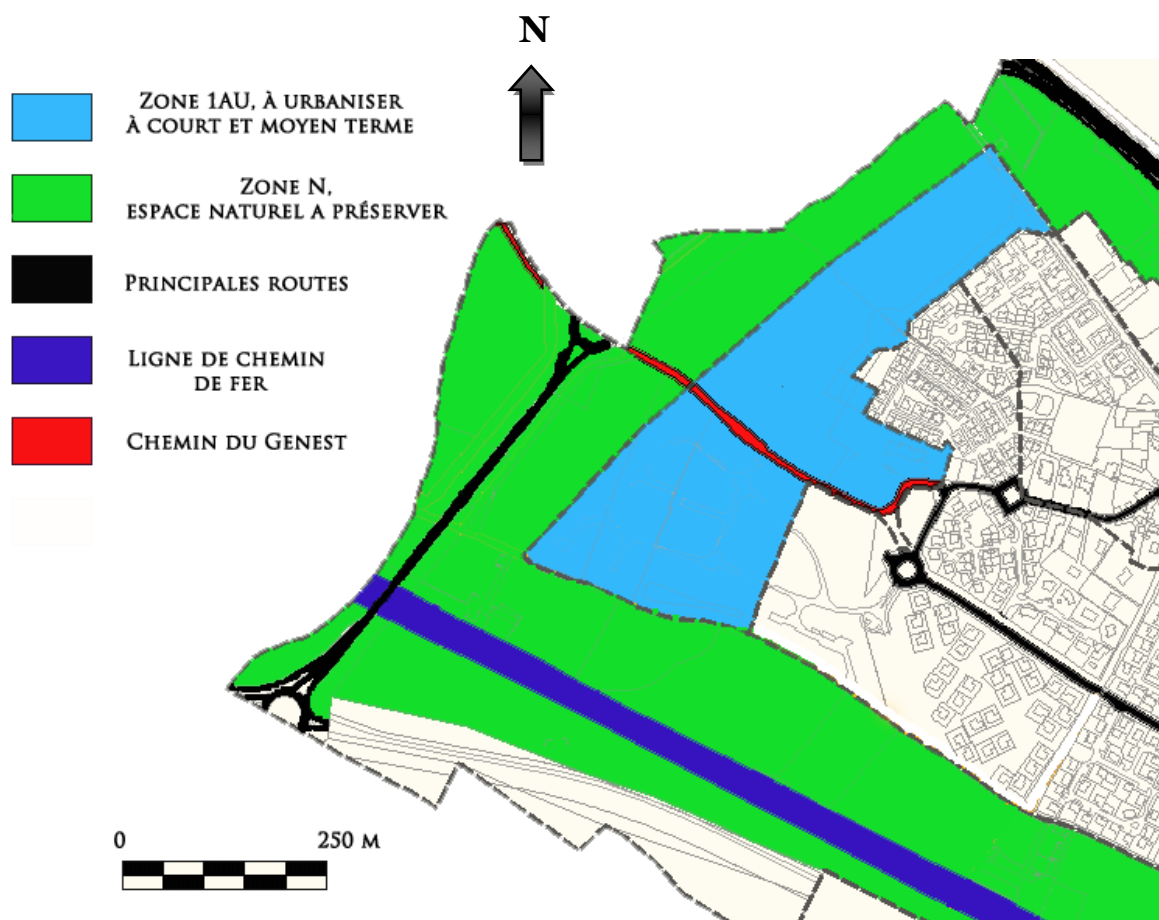 N
Zone 1AU, à urbaniser
à court et moyen terme
Zone N,
espace naturel a préserver
Principales routes
Ligne de chemin
de fer
Chemin du Genest
0 250 m